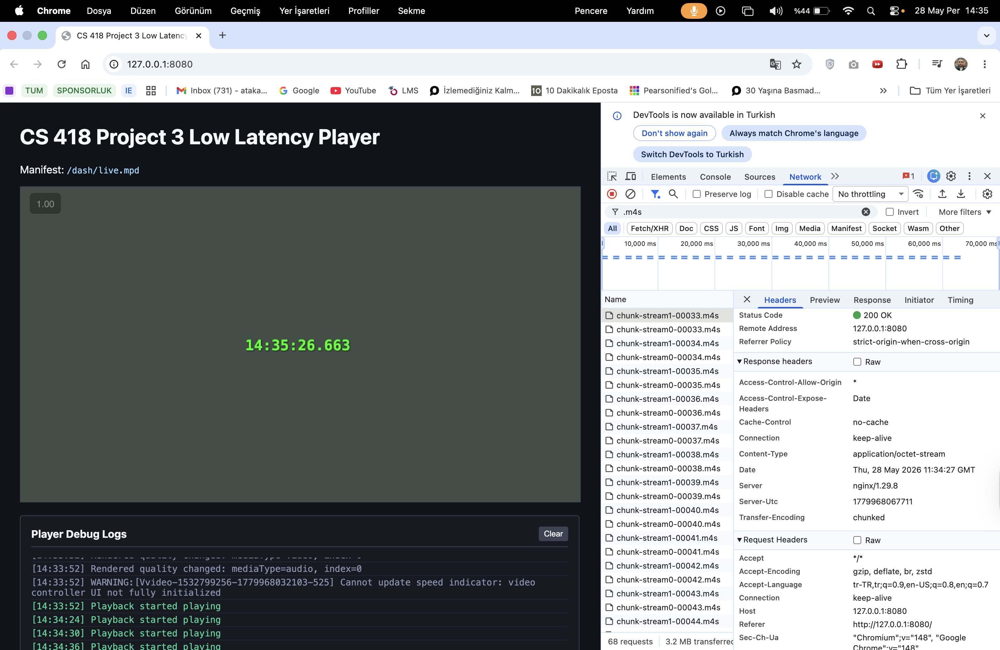 Chrome Dosya Düzen Görünüm Geçmiş Yer İşaretleri Profiller Sekme Pencere Yardım %44 28 May Per 14:35
CS 418 Project 3 Low Latency
127.0.0.1:8080
TUM SPONSORLUK IE Inbox (731) - ataka... Google YouTube LMS İzlemediğiniz Kalm... 10 10 Dakikalık Eposta Pearsonified's Gol... 30 Yaşına Basmad... Tüm Yer İşaretleri
CS 418 Project 3 Low Latency Player
Manifest: /dash/live.mpd
1.00
14:35:26.663
Player Debug Logs
Clear
[14:33:52] Rendered quality changed: mediaType=audio, index=0
[14:33:52] WARNING:[Vvideo-1532799256-1779968032103-525] Cannot update speed indicator: video
controller UI not fully initialized
[14:33:52] Playback started playing
[14:34:24] Playback started playing
[14:34:30] Playback started playing
[14:34:36] Playback started playing
DevTools is now available in Turkish
Don't show again Always match Chrome's language
Switch DevTools to Turkish
Elements Console Sources Network 1
Preserve log Disable cache No throttling
.m4s Invert More filters
All Fetch/XHR Doc CSS JS Font Img Media Manifest Socket Wasm Other
10,000 ms 20,000 ms 30,000 ms 40,000 ms 50,000 ms 60,000 ms 70,000 ms
Name
chunk-stream1-00033.m4s
chunk-stream0-00033.m4s
chunk-stream1-00034.m4s
chunk-stream0-00034.m4s
chunk-stream1-00035.m4s
chunk-stream0-00035.m4s
chunk-stream1-00036.m4s
chunk-stream0-00036.m4s
chunk-stream1-00037.m4s
chunk-stream0-00037.m4s
chunk-stream1-00038.m4s
chunk-stream0-00038.m4s
chunk-stream1-00039.m4s
chunk-stream0-00039.m4s
chunk-stream1-00040.m4s
chunk-stream0-00040.m4s
chunk-stream1-00041.m4s
chunk-stream0-00041.m4s
chunk-stream1-00042.m4s
chunk-stream0-00042.m4s
chunk-stream1-00043.m4s
chunk-stream0-00043.m4s
chunk-stream1-00044.m4s
68 requests 3.2 MB transferred
Headers Preview Response Initiator Timing
Status Code 200 OK
Remote Address 127.0.0.1:8080
Referrer Policy strict-origin-when-cross-origin
Response headers Raw
Access-Control-Allow-Origin *
Access-Control-Expose- Date
Headers
Cache-Control no-cache
Connection keep-alive
Content-Type application/octet-stream
Date Thu, 28 May 2026 11:34:27 GMT
Server nginx/1.29.8
Server-Utc 1779968067711
Transfer-Encoding chunked
Request Headers Raw
Accept */*
Accept-Encoding gzip, deflate, br, zstd
Accept-Language tr-TR,tr;q=0.9,en-US;q=0.8,en;q=0.7
Connection keep-alive
Host 127.0.0.1:8080
Referer http://127.0.0.1:8080/
Sec-Ch-Ua "Chromium";v="148", "Google
Chrome";v="148"